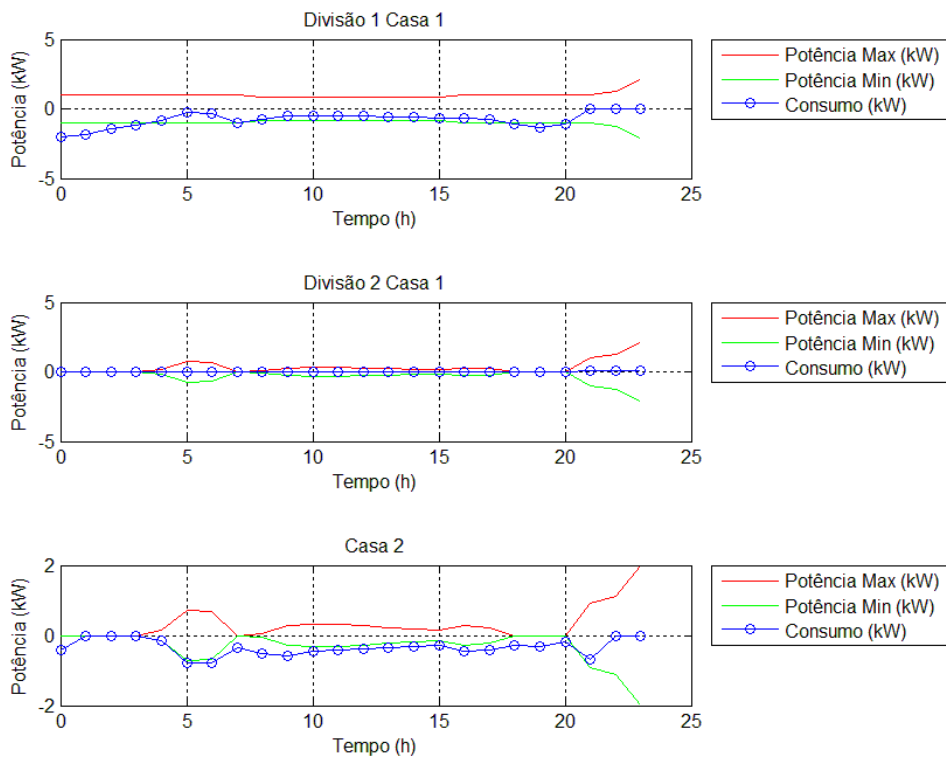 Divisão 1 Casa 1
Potência (kW)
5
0
-5
0 5 10 15 20 25
Tempo (h)
Potência Max (kW)
Potência Min (kW)
Consumo (kW)
Divisão 2 Casa 1
Potência (kW)
5
0
-5
0 5 10 15 20 25
Tempo (h)
Potência Max (kW)
Potência Min (kW)
Consumo (kW)
Casa 2
Potência (kW)
2
0
-2
0 5 10 15 20 25
Tempo (h)
Potência Max (kW)
Potência Min (kW)
Consumo (kW)